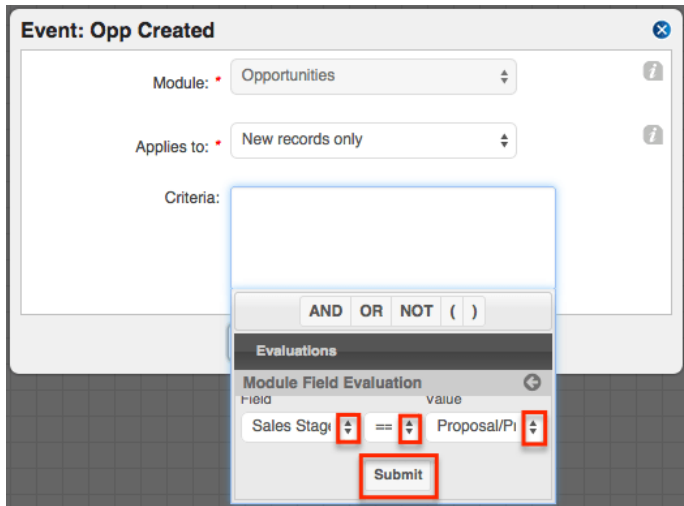 Event: Opp Created
Module: * Opportunities
Applies to: * New records only
Criteria:
AND OR NOT ( )
Evaluations
Module Field Evaluation
Field Value
Sales Stage == Proposal/Pr
Submit